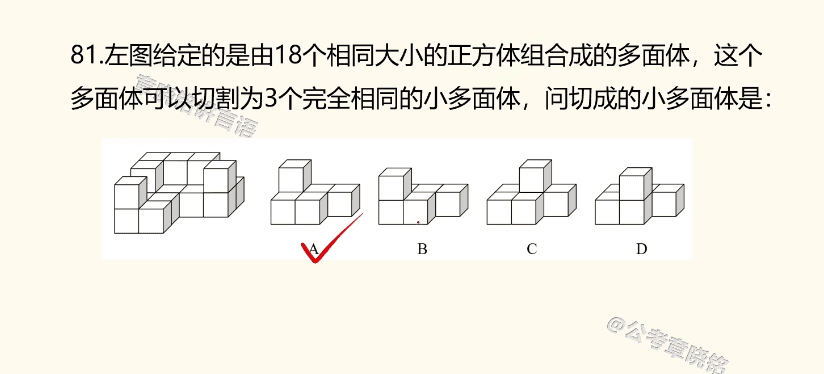 81.左图给定的是由18个相同大小的正方体组合成的多面体，这个
多面体可以切割为3个完全相同的小多面体，问切成的小多面体是：
A
B
C
D
@公考章晓铭